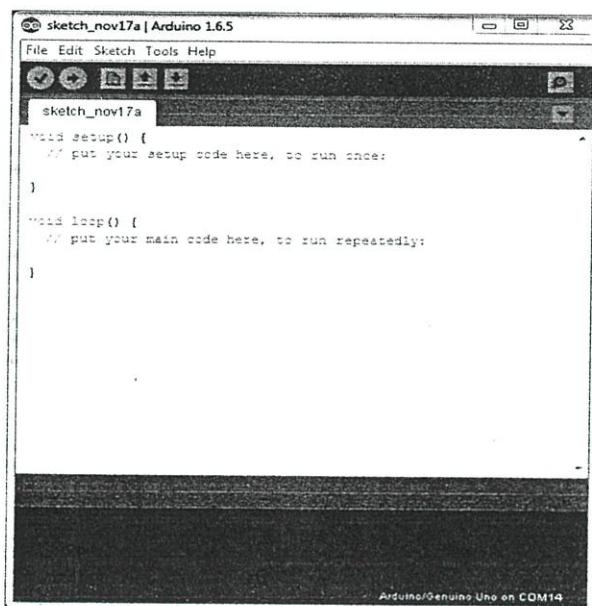 sketch_nov17a | Arduino 1.6.5
File Edit Sketch Tools Help
sketch_nov17a
void setup() {
// put your setup code here, to run once:
}
void loop() {
// put your main code here, to run repeatedly:
}
Arduino/Genuino Uno on COM14